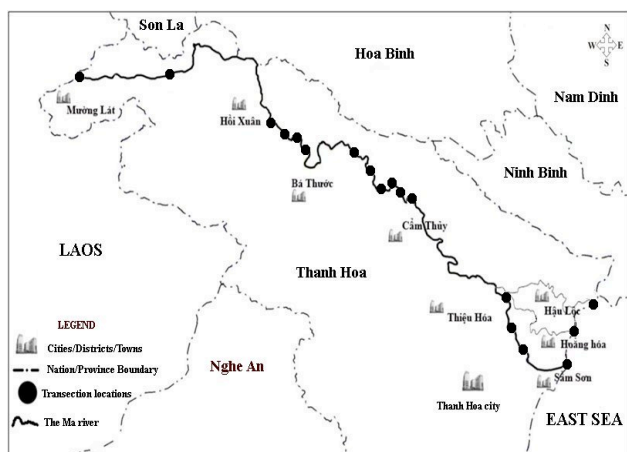 Son La
Hoa Binh
N
W E
S
Nam Dinh
Mường Lát
Hồi Xuân
Ninh Binh
Bá Thước
Cẩm Thủy
LAOS
Thanh Hoa
Thiệu Hóa
Hậu Lộc
Hoằng hóa
Sầm Sơn
Thanh Hoa city
Nghe An
EAST SEA
LEGEND
Cities/Districts/Towns
Nation/Province Boundary
Transection locations
The Ma river